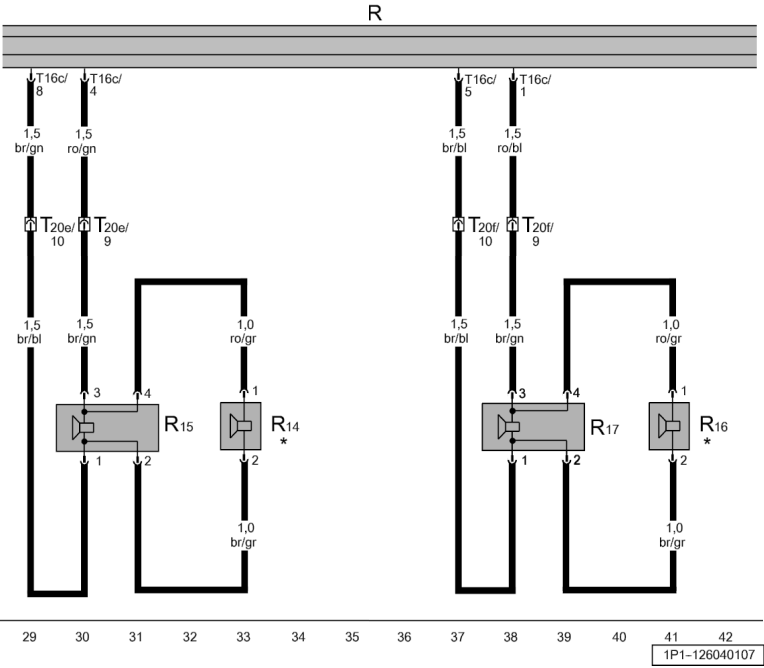 R
T16c/ T16c/ T16c/ T16c/
8 4 5 1
1,5 1,5 1,5 1,5
br/gn ro/gn br/bl ro/bl
T20e/ T20e/ T20f/ T20f/
10 9 10 9
1,5 1,5 1,0 1,5 1,5 1,0
br/bl br/gn ro/gr br/bl br/gn ro/gr
3 4 1 3 4 1
R15 R14 R17 R16
* *
1 2 2 1 2 2
1,0 1,0
br/gr br/gr
29 30 31 32 33 34 35 36 37 38 39 40 41 42
1P1-126040107